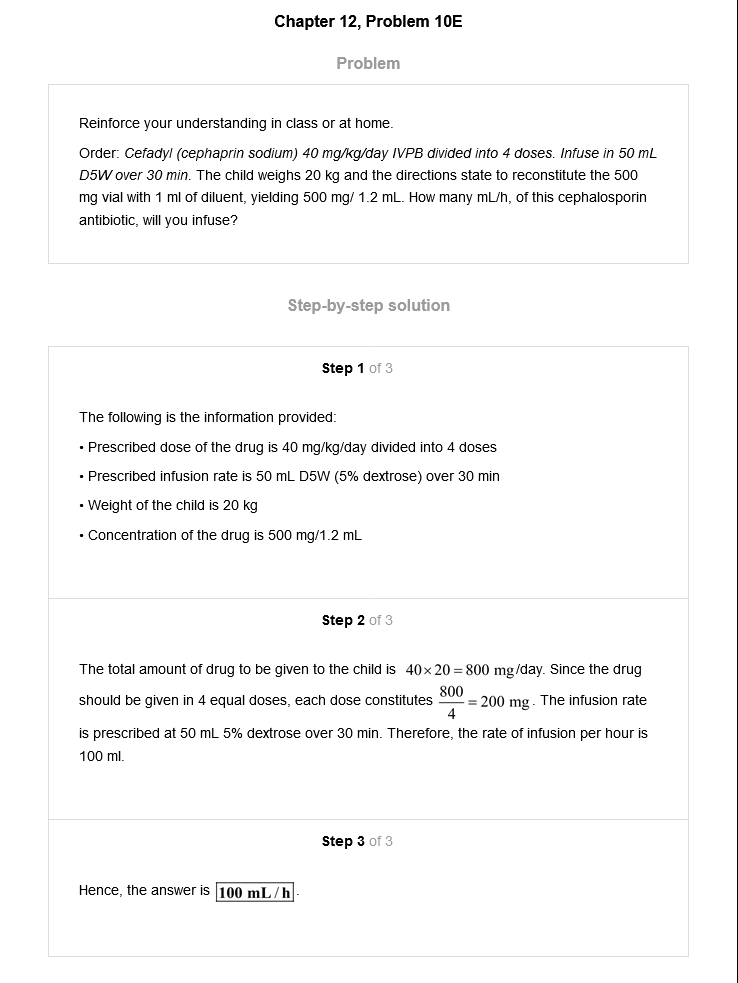 Chapter 12, Problem 10E
Problem
Reinforce your understanding in class or at home.
Order: Cefadyl (cephaprin sodium) 40 mg/kg/day IVPB divided into 4 doses. Infuse in 50 mL
D5W over 30 min. The child weighs 20 kg and the directions state to reconstitute the 500
mg vial with 1 ml of diluent, yielding 500 mg/ 1.2 mL. How many mL/h, of this cephalosporin
antibiotic, will you infuse?
Step-by-step solution
Step 1 of 3
The following is the information provided:
• Prescribed dose of the drug is 40 mg/kg/day divided into 4 doses
• Prescribed infusion rate is 50 mL D5W (5% dextrose) over 30 min
• Weight of the child is 20 kg
• Concentration of the drug is 500 mg/1.2 mL
Step 2 of 3
The total amount of drug to be given to the child is 40×20=800 mg/day. Since the drug
should be given in 4 equal doses, each dose constitutes 800/4 = 200 mg. The infusion rate
is prescribed at 50 mL 5% dextrose over 30 min. Therefore, the rate of infusion per hour is
100 ml.
Step 3 of 3
Hence, the answer is 100 mL/h.